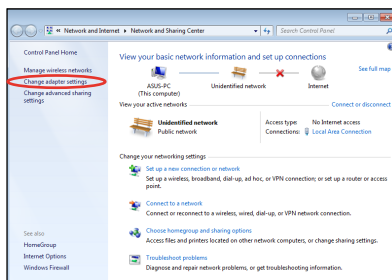 « Network and Internet ▸ Network and Sharing Center
Search Control Panel
Control Panel Home
Manage wireless networks
Change adapter settings
Change advanced sharing
settings
See also
HomeGroup
Internet Options
Windows Firewall
View your basic network information and set up connections
See full map
ASUS-PC
(This computer)
Unidentified network
Internet
View your active networks
Connect or disconnect
Unidentified network
Public network
Access type: No Internet access
Connections: Local Area Connection
Change your networking settings
Set up a new connection or network
Set up a wireless, broadband, dial-up, ad hoc, or VPN connection; or set up a router or access
point.
Connect to a network
Connect or reconnect to a wireless, wired, dial-up, or VPN network connection.
Choose homegroup and sharing options
Access files and printers located on other network computers, or change sharing settings.
Troubleshoot problems
Diagnose and repair network problems, or get troubleshooting information.